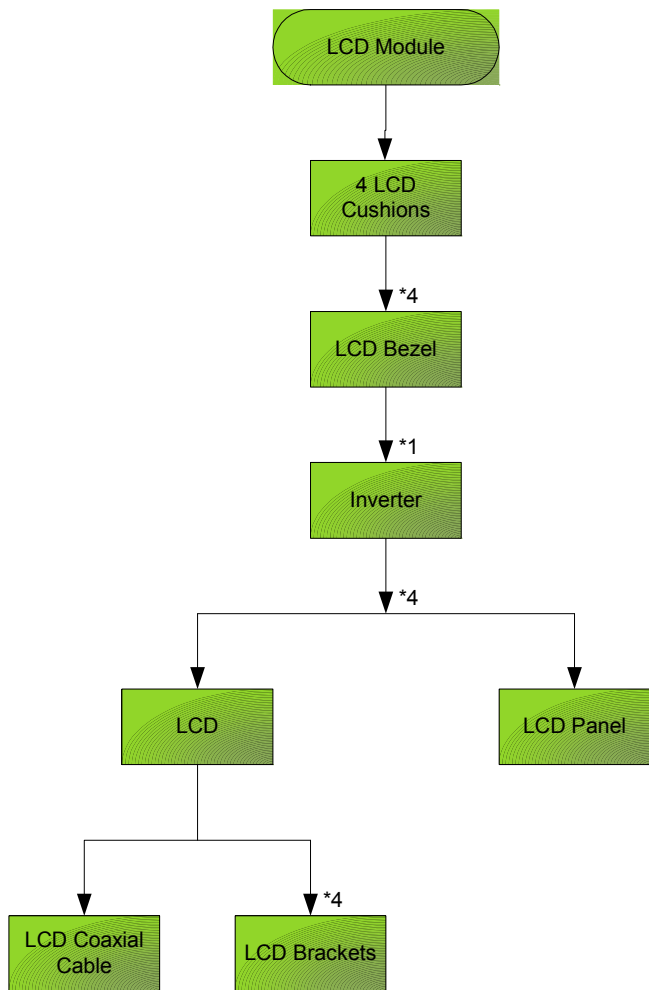 LCD Module
4 LCD
Cushions
*4
LCD Bezel
*1
Inverter
*4
LCD
LCD Panel
*4
LCD Coaxial
Cable
LCD Brackets